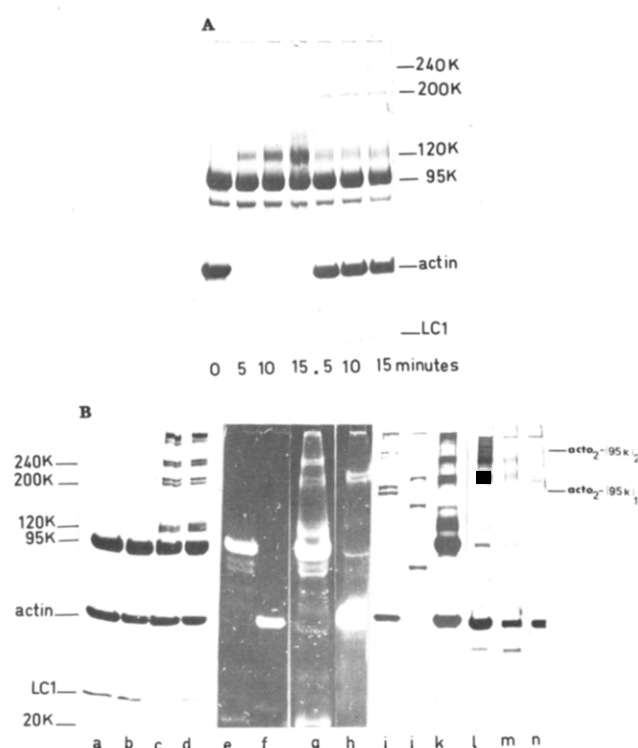 A
240K
200K
120K
95K
actin
LC1
0 5 10 15 . 5 10 15 minutes
B
240K
200K
120K
95K
actin
LC1
20K
acto2-(95k)2
acto2-(95k)1
a b c d e f g h i j k l m n